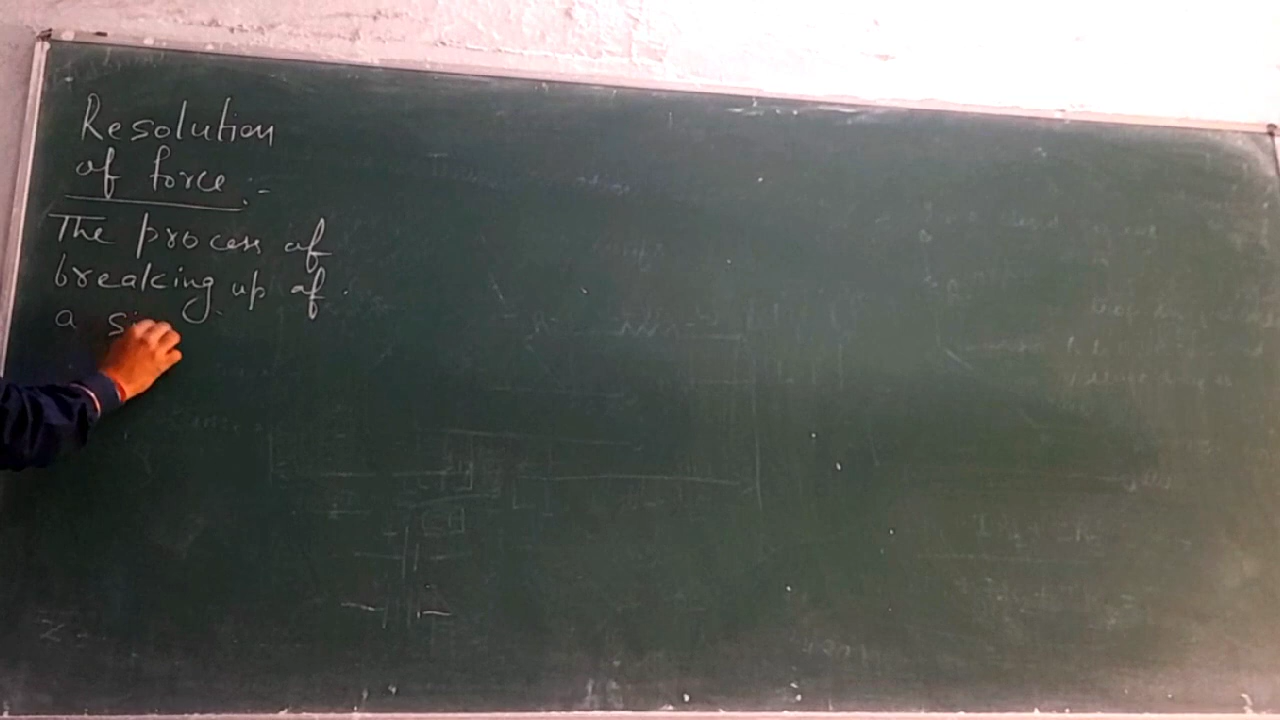 Resolution
of force :-
The process of
breaking up of
a